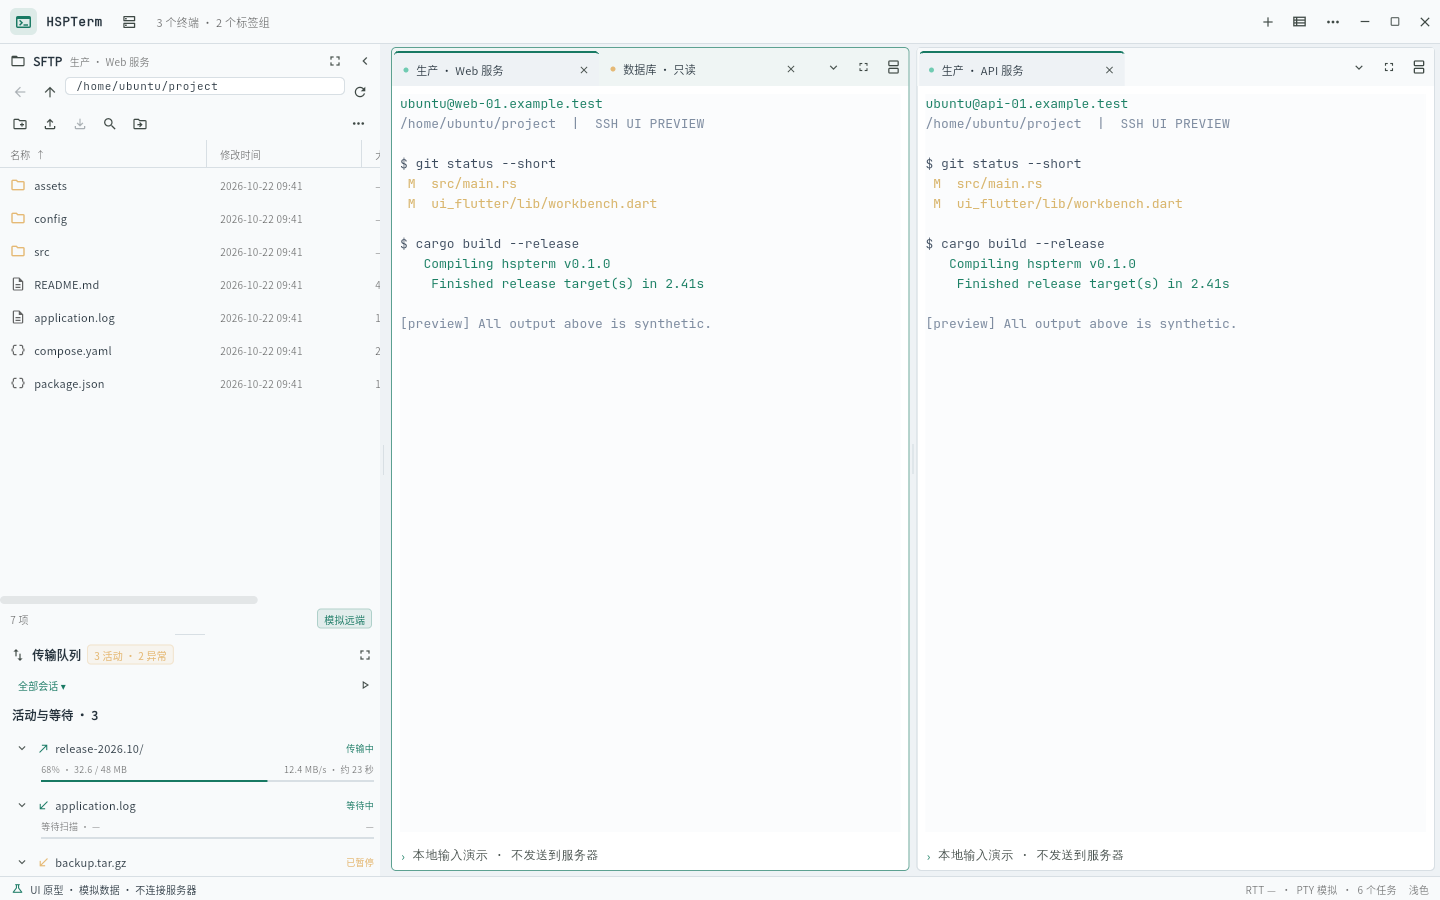 HSPTerm 3 个终端 · 2 个标签组
SFTP 生产 · Web 服务
/home/ubuntu/project
名称 ↑ 修改时间
assets 2026-10-22 09:41 –
config 2026-10-22 09:41 –
src 2026-10-22 09:41 –
README.md 2026-10-22 09:41 4
application.log 2026-10-22 09:41 1
compose.yaml 2026-10-22 09:41 2
package.json 2026-10-22 09:41 1
7 项 模拟远端
传输队列 3 活动 · 2 异常
全部会话 ▾
活动与等待 · 3
release-2026.10/ 传输中
68% · 32.6 / 48 MB 12.4 MB/s · 约 23 秒
application.log 等待中
等待扫描 · — —
backup.tar.gz 已暂停
生产 · Web 服务 数据库 · 只读
ubuntu@web-01.example.test
/home/ubuntu/project | SSH UI PREVIEW
$ git status --short
M src/main.rs
M ui_flutter/lib/workbench.dart
$ cargo build --release
Compiling hspterm v0.1.0
Finished release target(s) in 2.41s
[preview] All output above is synthetic.
› 本地输入演示 · 不发送到服务器
生产 · API 服务
ubuntu@api-01.example.test
/home/ubuntu/project | SSH UI PREVIEW
$ git status --short
M src/main.rs
M ui_flutter/lib/workbench.dart
$ cargo build --release
Compiling hspterm v0.1.0
Finished release target(s) in 2.41s
[preview] All output above is synthetic.
› 本地输入演示 · 不发送到服务器
UI 原型 · 模拟数据 · 不连接服务器 RTT — · PTY 模拟 · 6 个任务 浅色